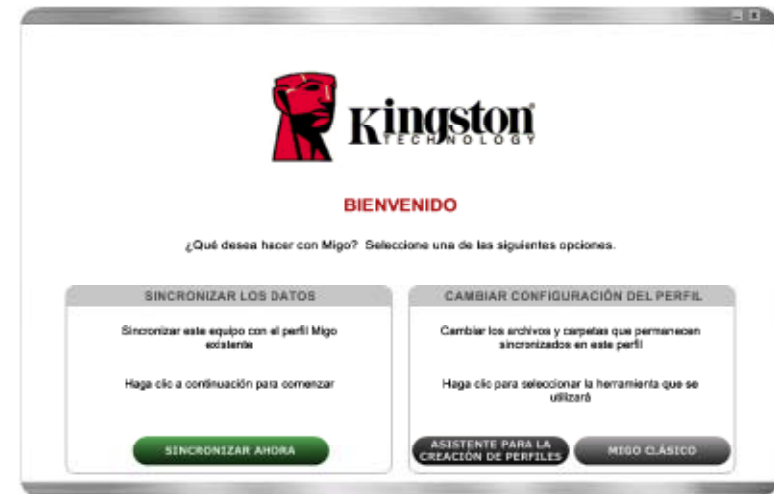 Kingston
TECHNOLOGY
BIENVENIDO
¿Qué desea hacer con Migo? Seleccione una de las siguientes opciones.
SINCRONIZAR LOS DATOS
Sincronizar este equipo con el perfil Migo
existente
Haga clic a continuación para comenzar
SINCRONIZAR AHORA
CAMBIAR CONFIGURACIÓN DEL PERFIL
Cambiar los archivos y carpetas que permanecen
sincronizados en este perfil
Haga clic para seleccionar la herramienta que se
utilizará
ASISTENTE PARA LA
CREACIÓN DE PERFILES
MIGO CLÁSICO